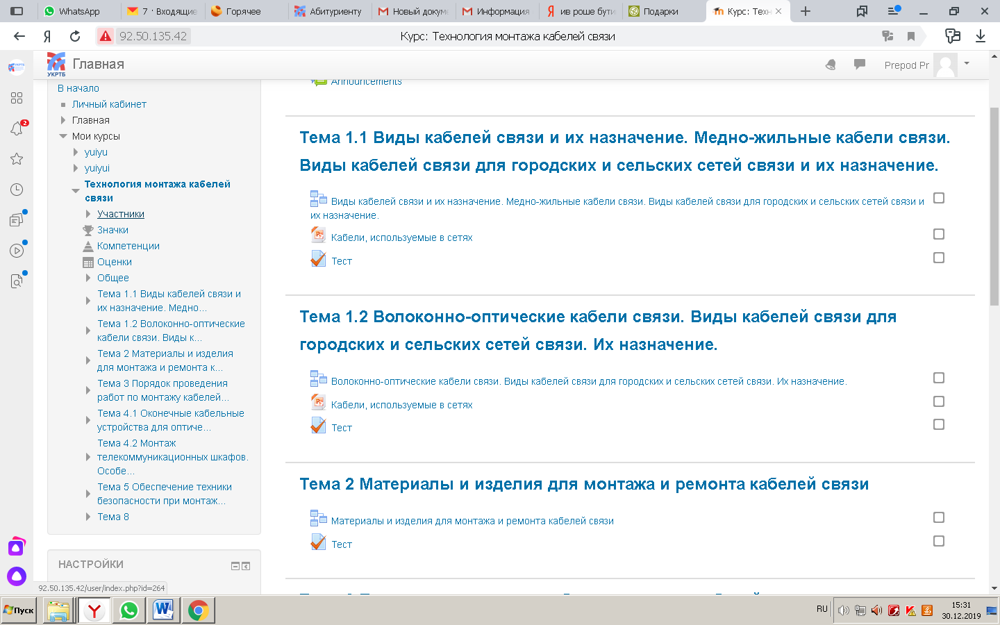 WhatsApp
7 · Входящие
Горячее
Абитуриенту
Новый докум
Информация
ив роше бути
Подарки
Курс: Техн
92.50.135.42
Курс: Технология монтажа кабелей связи
УКРТБ
Главная
Prepod Pr
2
В начало
Личный кабинет
Главная
Мои курсы
yuiyu
yuiyui
Технология монтажа кабелей
связи
Участники
Значки
Компетенции
Оценки
Общее
Тема 1.1 Виды кабелей связи и
их назначение. Медно...
Тема 1.2 Волоконно-оптические
кабели связи. Виды к...
Тема 2 Материалы и изделия
для монтажа и ремонта к...
Тема 3 Порядок проведения
работ по монтажу кабелей...
Тема 4.1 Оконечные кабельные
устройства для оптиче...
Тема 4.2 Монтаж
телекоммуникационных шкафов.
Особе...
Тема 5 Обеспечение техники
безопасности при монтаж...
Тема 8
НАСТРОЙКИ
92.50.135.42/user/index.php?id=264
Announcements
Тема 1.1 Виды кабелей связи и их назначение. Медно-жильные кабели связи.
Виды кабелей связи для городских и сельских сетей связи и их назначение.
Виды кабелей связи и их назначение. Медно-жильные кабели связи. Виды кабелей связи для городских и сельских сетей связи и
их назначение.
Кабели, используемые в сетях
Тест
Тема 1.2 Волоконно-оптические кабели связи. Виды кабелей связи для
городских и сельских сетей связи. Их назначение.
Волоконно-оптические кабели связи. Виды кабелей связи для городских и сельских сетей связи. Их назначение.
Кабели, используемые в сетях
Тест
Тема 2 Материалы и изделия для монтажа и ремонта кабелей связи
Материалы и изделия для монтажа и ремонта кабелей связи
Тест
Пуск
RU
15:31
30.12.2019